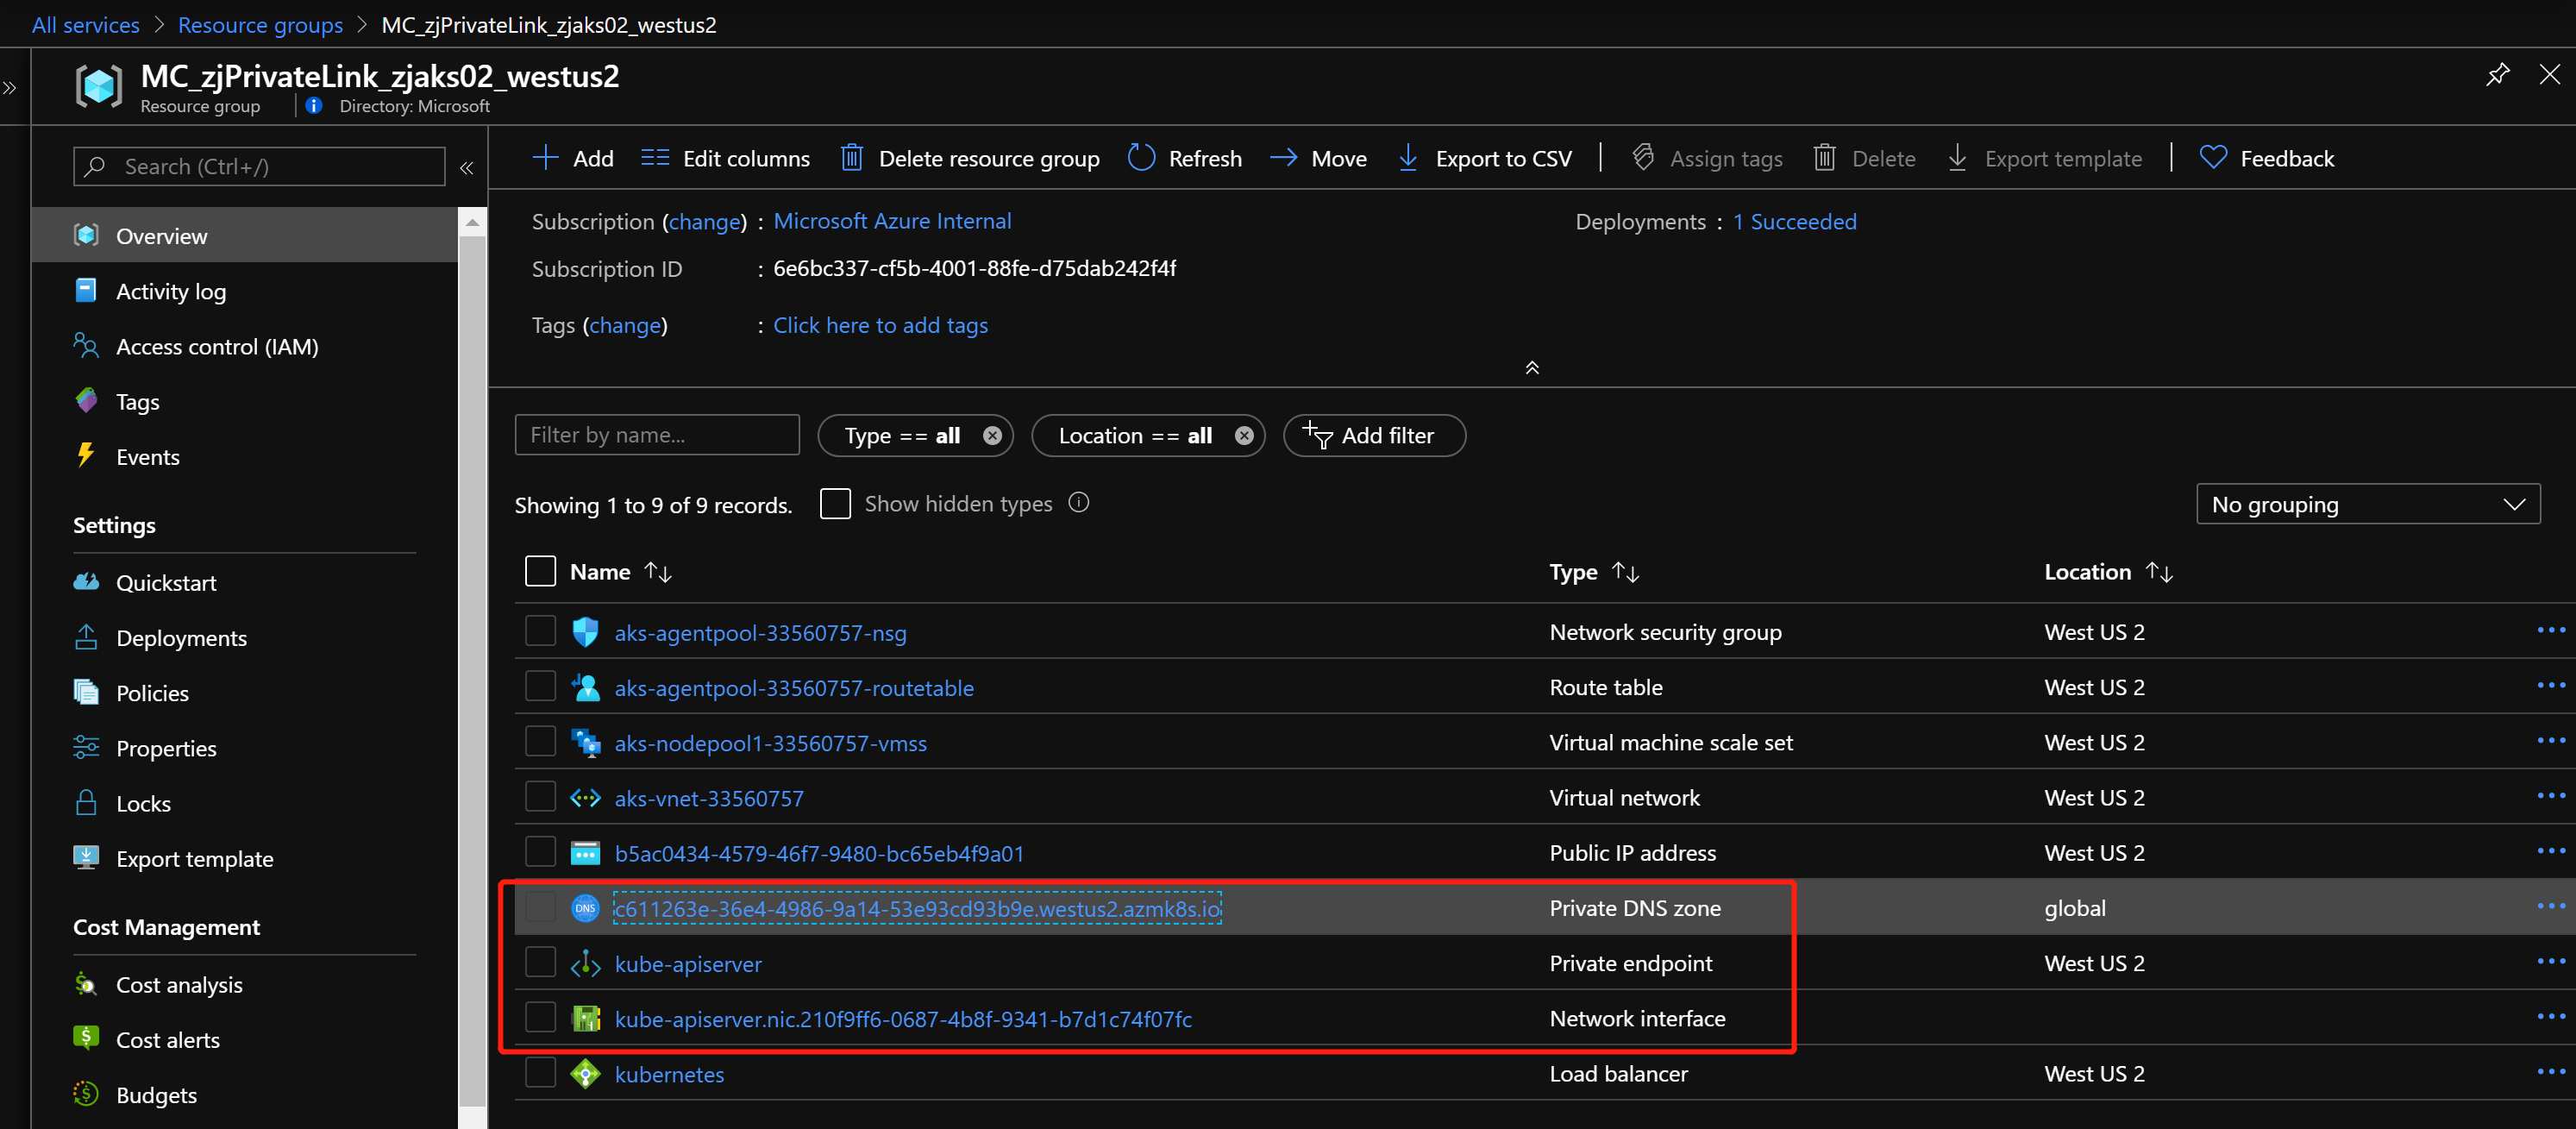 All services > Resource groups > MC_zjPrivateLink_zjaks02_westus2
MC_zjPrivateLink_zjaks02_westus2
Resource group
Directory: Microsoft
Search (Ctrl+/)
Add
Edit columns
Delete resource group
Refresh
Move
Export to CSV
Assign tags
Delete
Export template
Feedback
Overview
Activity log
Access control (IAM)
Tags
Events
Settings
Quickstart
Deployments
Policies
Properties
Locks
Export template
Cost Management
Cost analysis
Cost alerts
Budgets
Subscription (change) : Microsoft Azure Internal
Deployments : 1 Succeeded
Subscription ID : 6e6bc337-cf5b-4001-88fe-d75dab242f4f
Tags (change) : Click here to add tags
Filter by name...
Type == all
Location == all
Add filter
Showing 1 to 9 of 9 records.
Show hidden types
No grouping
Name Type Location
aks-agentpool-33560757-nsg Network security group West US 2
aks-agentpool-33560757-routetable Route table West US 2
aks-nodepool1-33560757-vmss Virtual machine scale set West US 2
aks-vnet-33560757 Virtual network West US 2
b5ac0434-4579-46f7-9480-bc65eb4f9a01 Public IP address West US 2
DNS c611263e-36e4-4986-9a14-53e93cd93b9e.westus2.azmk8s.io Private DNS zone global
kube-apiserver Private endpoint West US 2
kube-apiserver.nic.210f9ff6-0687-4b8f-9341-b7d1c74f07fc Network interface
kubernetes Load balancer West US 2